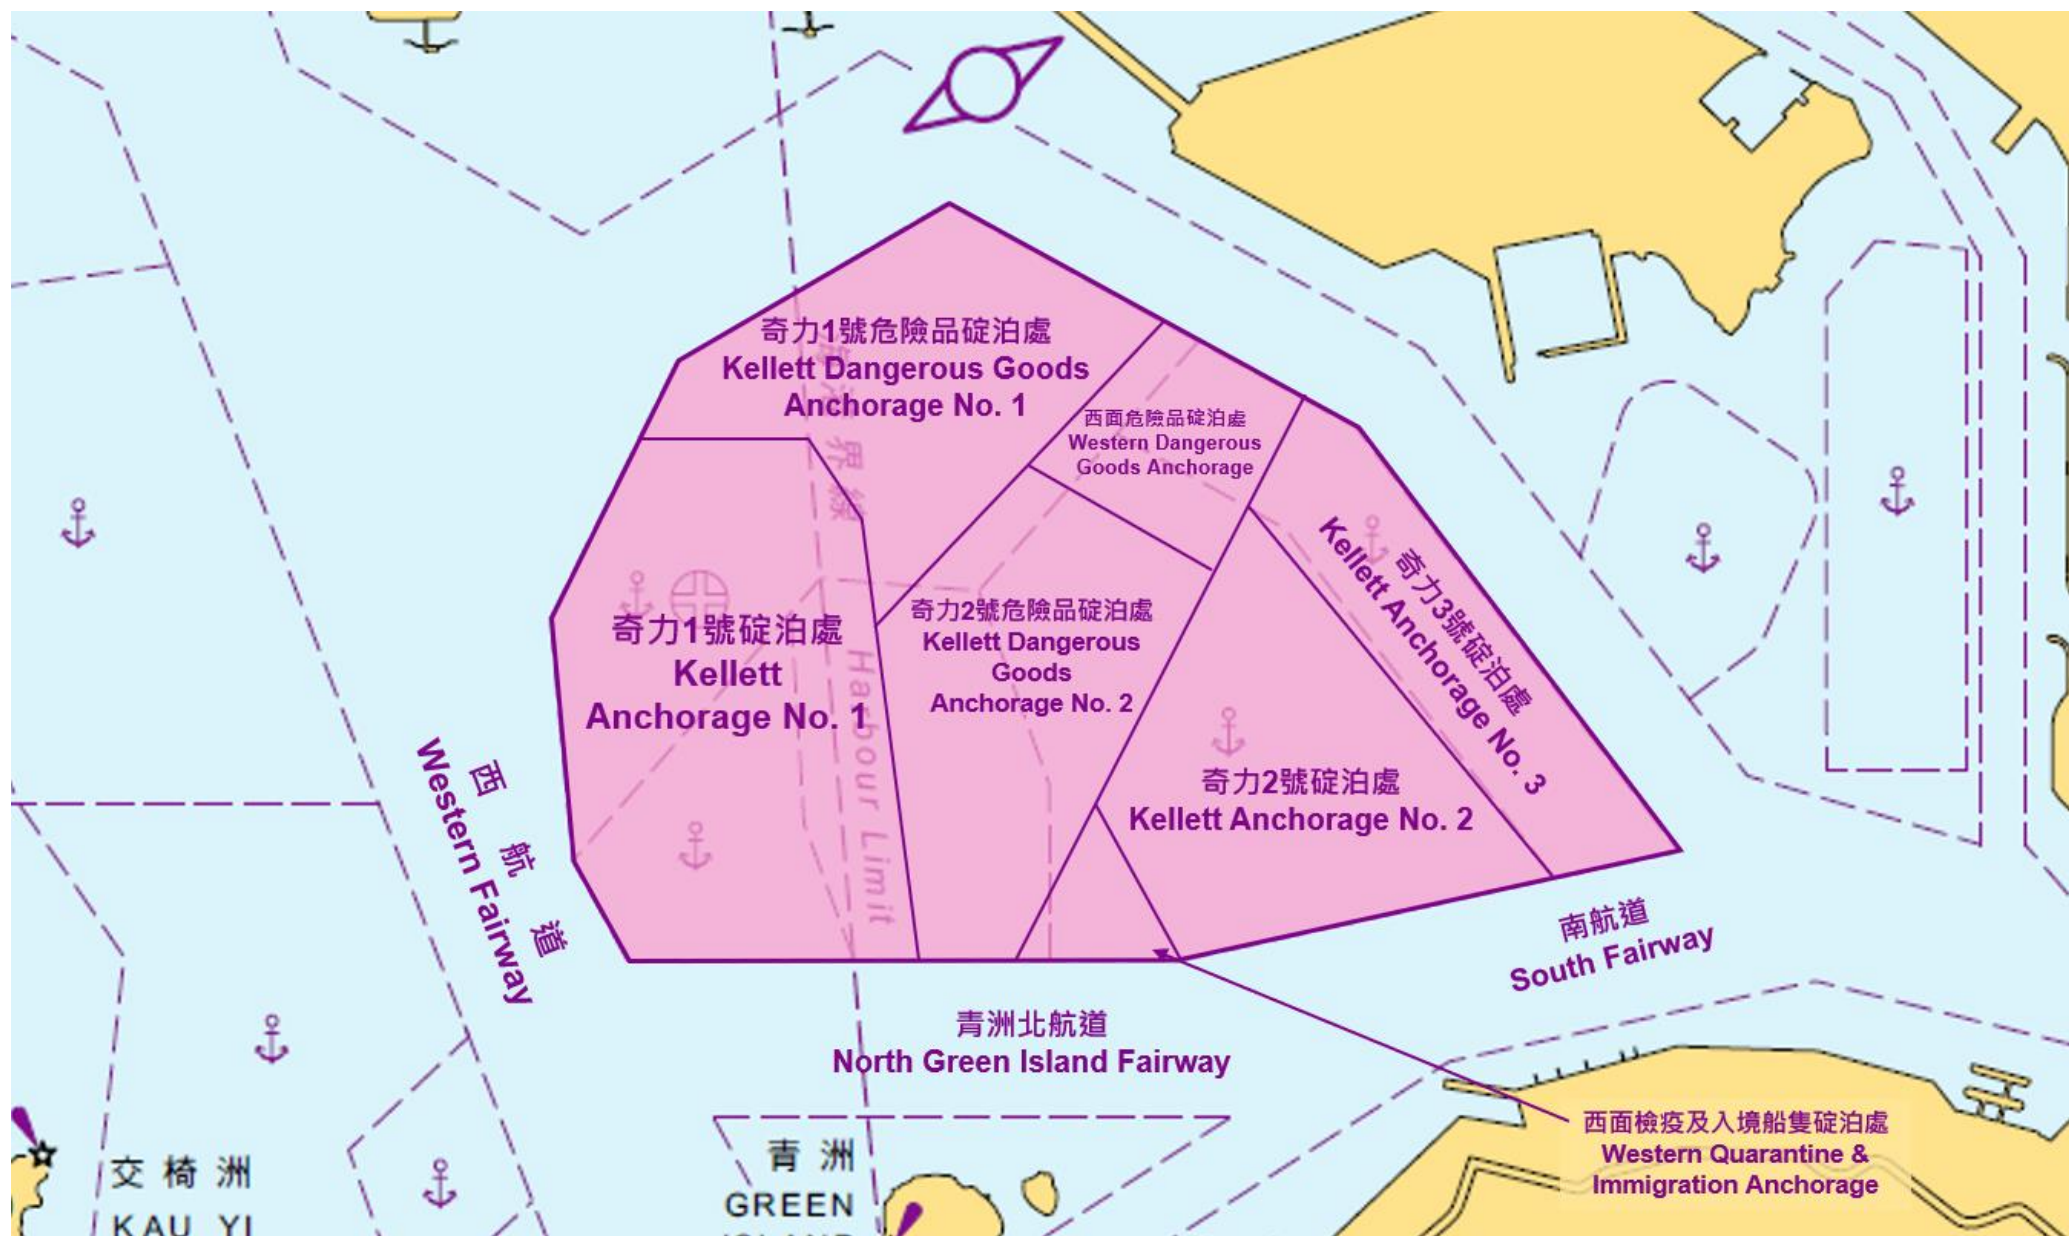 奇力1號危險品碇泊處
Kellett Dangerous Goods
Anchorage No. 1
西面危險品碇泊處
Western Dangerous
Goods Anchorage
奇力1號碇泊處
Kellett
Anchorage No. 1
奇力2號危險品碇泊處
Kellett Dangerous
Goods
Anchorage No. 2
奇力3號碇泊處
Kellett Anchorage No. 3
奇力2號碇泊處
Kellett Anchorage No. 2
界線
Harbour Limit
西航道
Western Fairway
南航道
South Fairway
青洲北航道
North Green Island Fairway
西面檢疫及入境船隻碇泊處
Western Quarantine &
Immigration Anchorage
交椅洲
KAU YI
青洲
GREEN
ISLAND